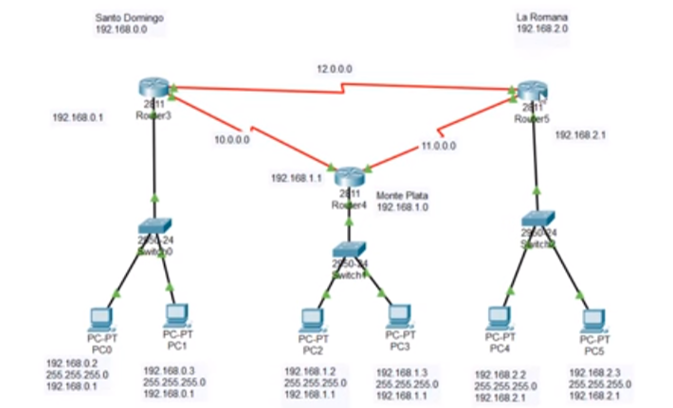 Santo Domingo
192.168.0.0
La Romana
192.168.2.0
12.0.0.0
2811
Router3
2811
Router5
192.168.0.1
192.168.2.1
10.0.0.0
11.0.0.0
192.168.1.1
2811
Router4
Monte Plata
192.168.1.0
2950-24
Switch0
2950-24
2950-24
PC-PT
PC0
PC-PT
PC1
PC-PT
PC2
PC-PT
PC3
PC-PT
PC4
PC-PT
PC5
192.168.0.2
255.255.255.0
192.168.0.1
192.168.0.3
255.255.255.0
192.168.0.1
192.168.1.2
255.255.255.0
192.168.1.1
192.168.1.3
255.255.255.0
192.168.1.1
192.168.2.2
255.255.255.0
192.168.2.1
192.168.2.3
255.255.255.0
192.168.2.1